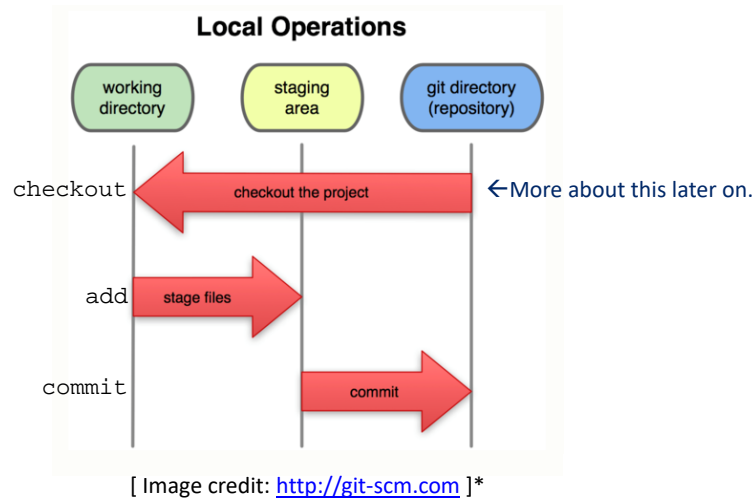 Local Operations
working
directory
staging
area
git directory
(repository)
checkout
checkout the project
←More about this later on.
add
stage files
commit
commit
[ Image credit: http://git-scm.com ]*